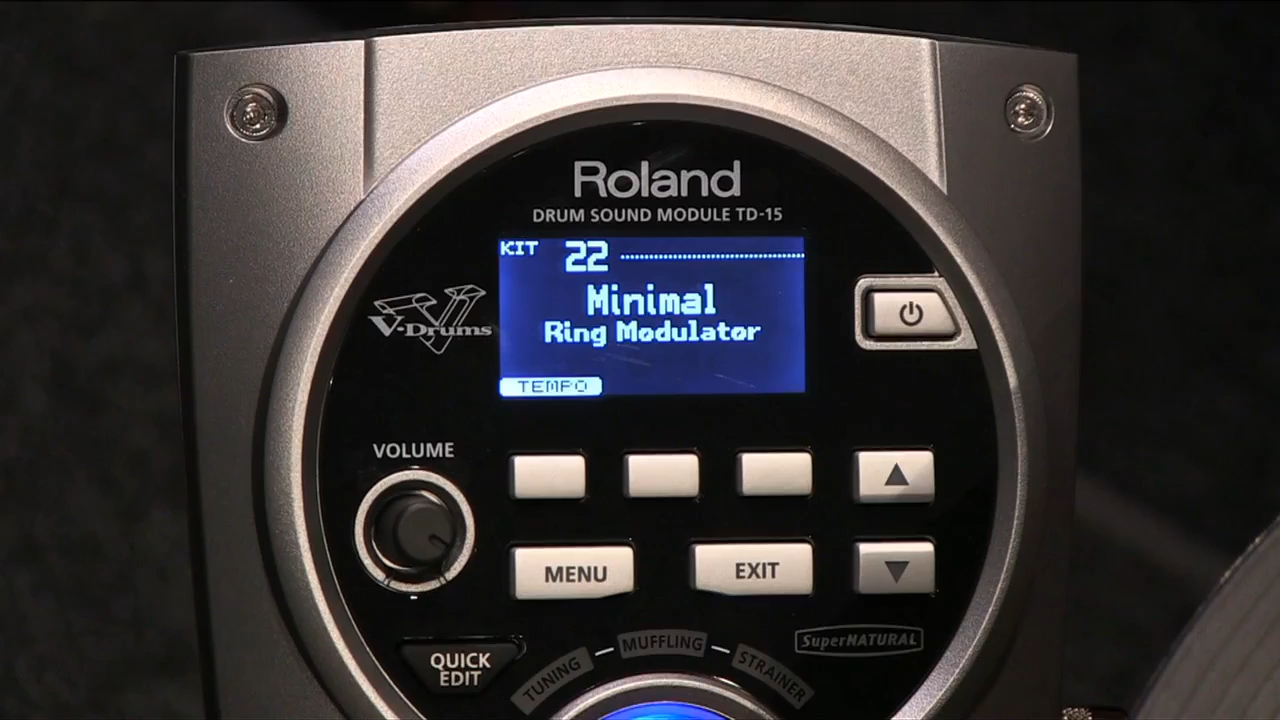 Roland
DRUM SOUND MODULE TD-15
KIT 22
Minimal
Ring Modulator
TEMPO
V-Drums
VOLUME
MENU
EXIT
QUICK
EDIT
TUNING
MUFFLING
STRAINER
SuperNATURAL